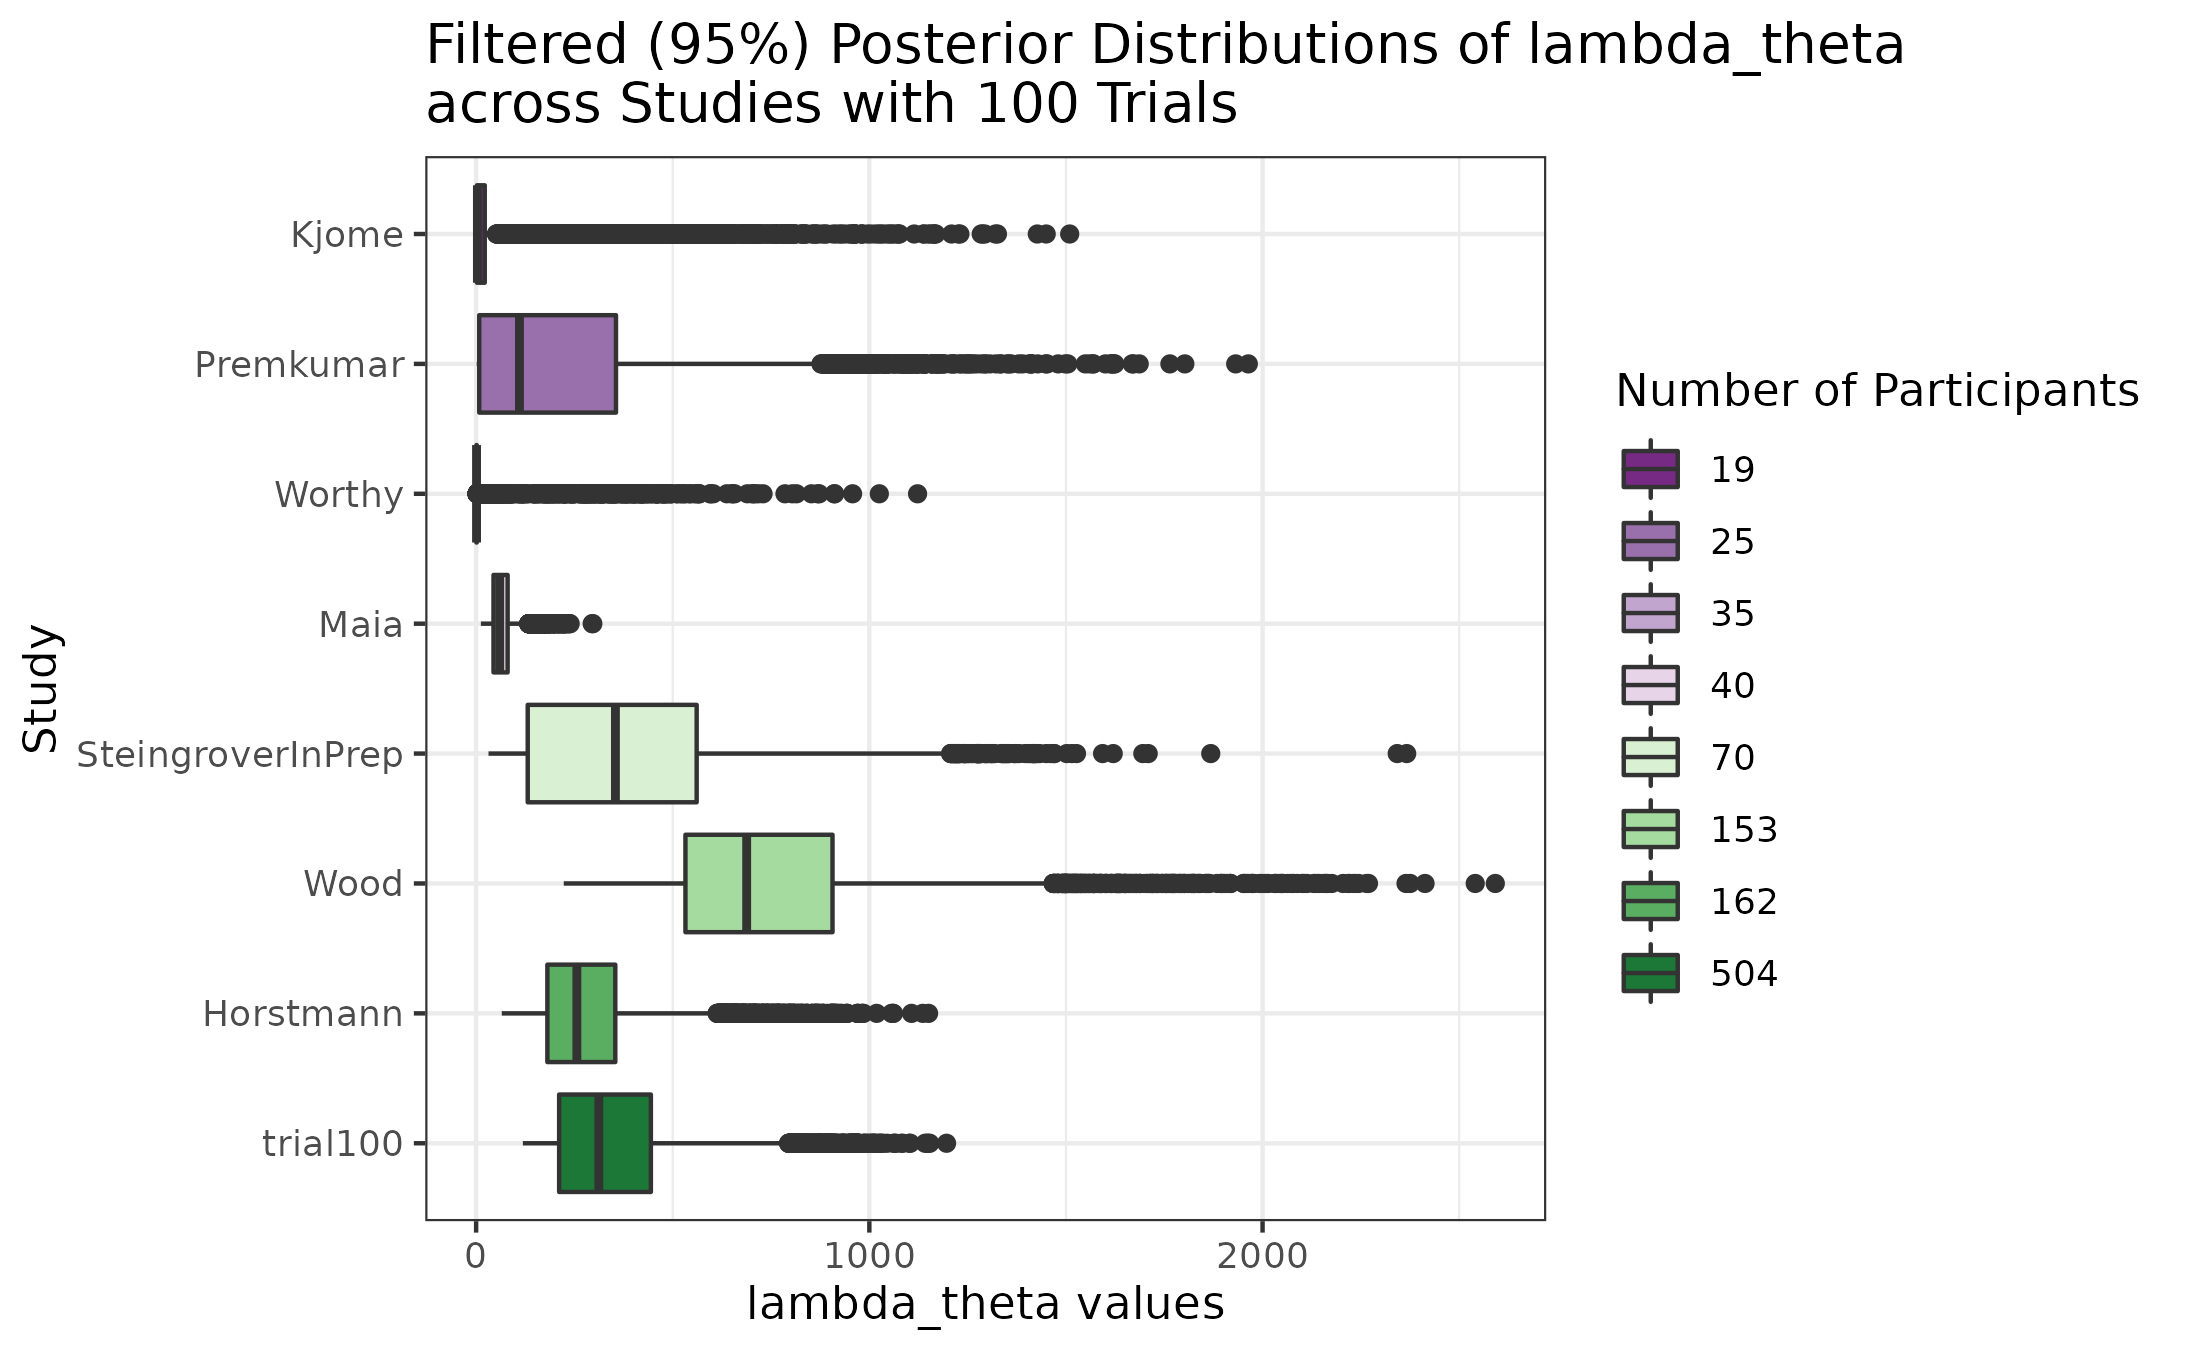 Filtered (95%) Posterior Distributions of lambda_theta
across Studies with 100 Trials
Study
Kjome
Premkumar
Worthy
Maia
SteingroverInPrep
Wood
Horstmann
trial100
0
1000
2000
lambda_theta values
Number of Participants
19
25
35
40
70
153
162
504